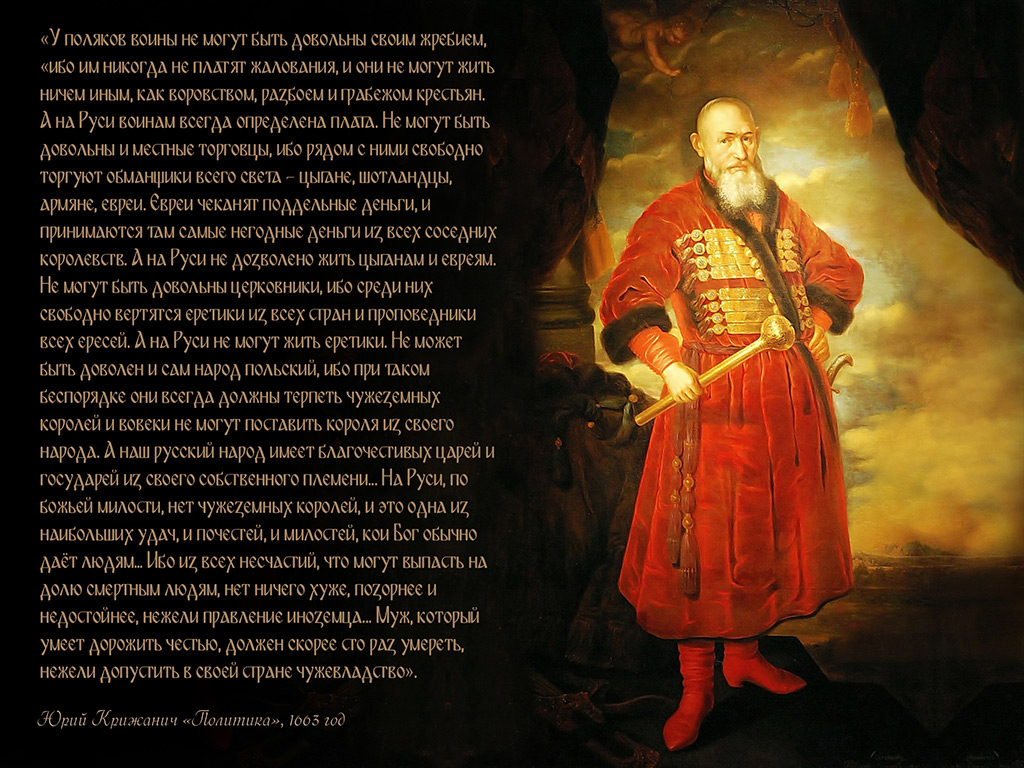 «У поляков воины не могут быть довольны своим жребием,
«ибо им никогда не платят жалования, и они не могут жить
ничем иным, как воровством, разбоем и грабежом крестьян.
А на Руси воинам всегда определена плата. Не могут быть
довольны и местные торговцы, ибо рядом с ними свободно
торгуют обманщики всего света – цыгане, шотландцы,
армяне, евреи. Евреи чеканят поддельные деньги, и
принимаются там самые негодные деньги из всех соседних
королевств. А на Руси не дозволено жить цыганам и евреям.
Не могут быть довольны церковники, ибо среди них
свободно вертятся еретики из всех стран и проповедники
всех ересей. А на Руси не могут жить еретики. Не может
быть доволен и сам народ польский, ибо при таком
беспорядке они всегда должны терпеть чужеземных
королей и вовеки не могут поставить короля из своего
народа. А наш русский народ имеет благочестивых царей и
государей из своего собственного племени... На Руси, по
божьей милости, нет чужеземных королей, и это одна из
наибольших удач, и почестей, и милостей, кои Бог обычно
даёт людям... Ибо из всех несчастий, что могут выпасть на
долю смертным людям, нет ничего хуже, позорнее и
недостойнее, нежели правление иноземца... Муж, который
умеет дорожить честью, должен скорее сто раз умереть,
нежели допустить в своей стране чужевладство».
Юрий Крижанич «Политика», 1663 год